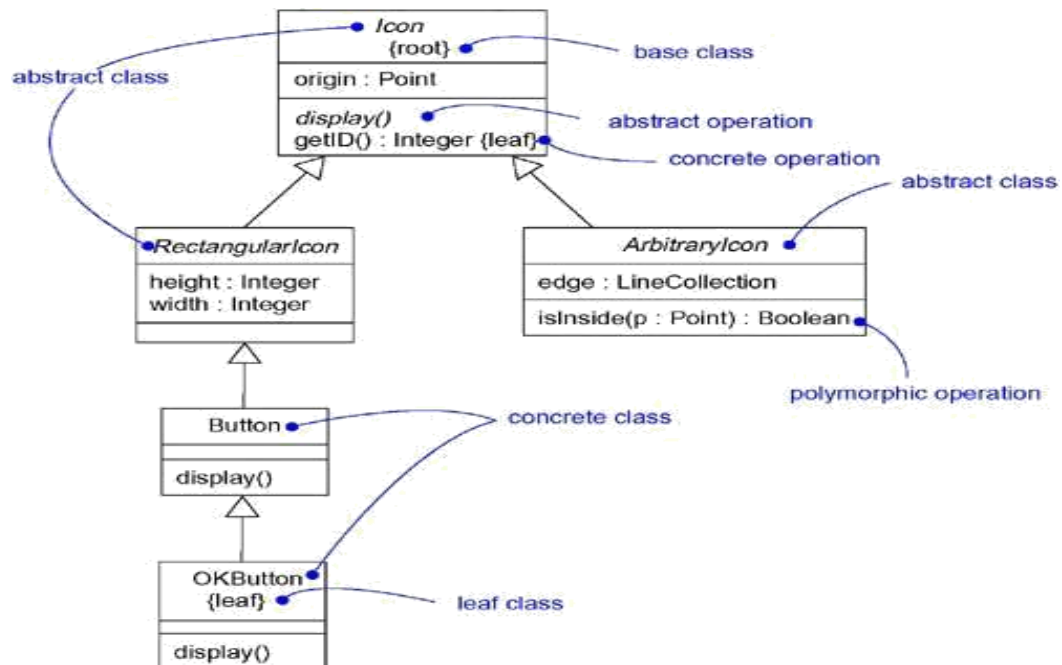 Icon
{root}
base class
abstract class
origin : Point
display()
abstract operation
getID() : Integer {leaf}
concrete operation
abstract class
RectangularIcon
ArbitraryIcon
height : Integer
width : Integer
edge : LineCollection
isInside(p : Point) : Boolean
polymorphic operation
Button
concrete class
display()
OKButton
{leaf}
leaf class
display()